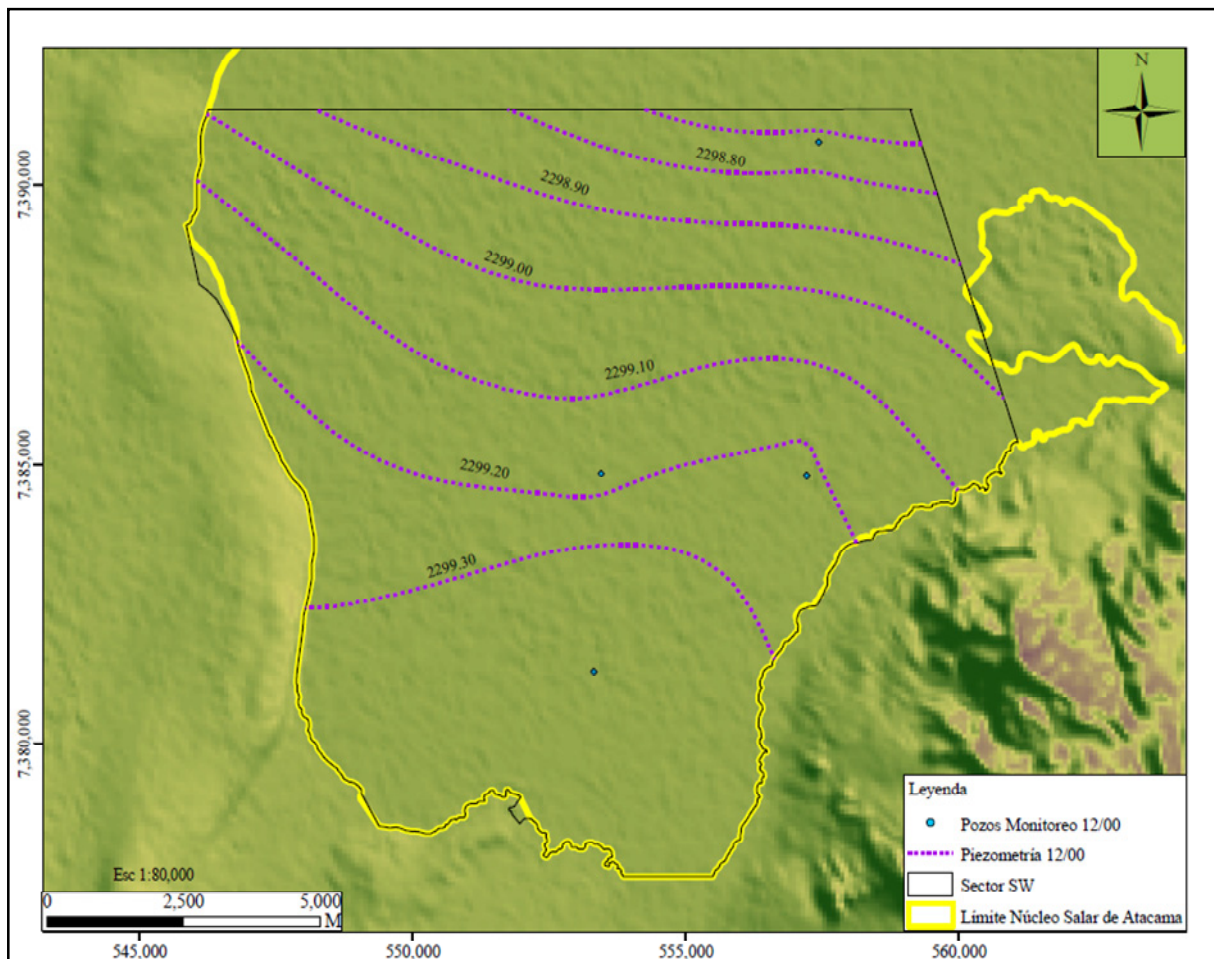 N
7,390,000
7,385,000
7,380,000
2298.80
2298.90
2299.00
2299.10
2299.20
2299.30
Leyenda
Pozos Monitoreo 12/00
Piezometría 12/00
Sector SW
Límite Núcleo Salar de Atacama
Esc 1:80,000
0 2,500 5,000
M
545,000 550,000 555,000 560,000